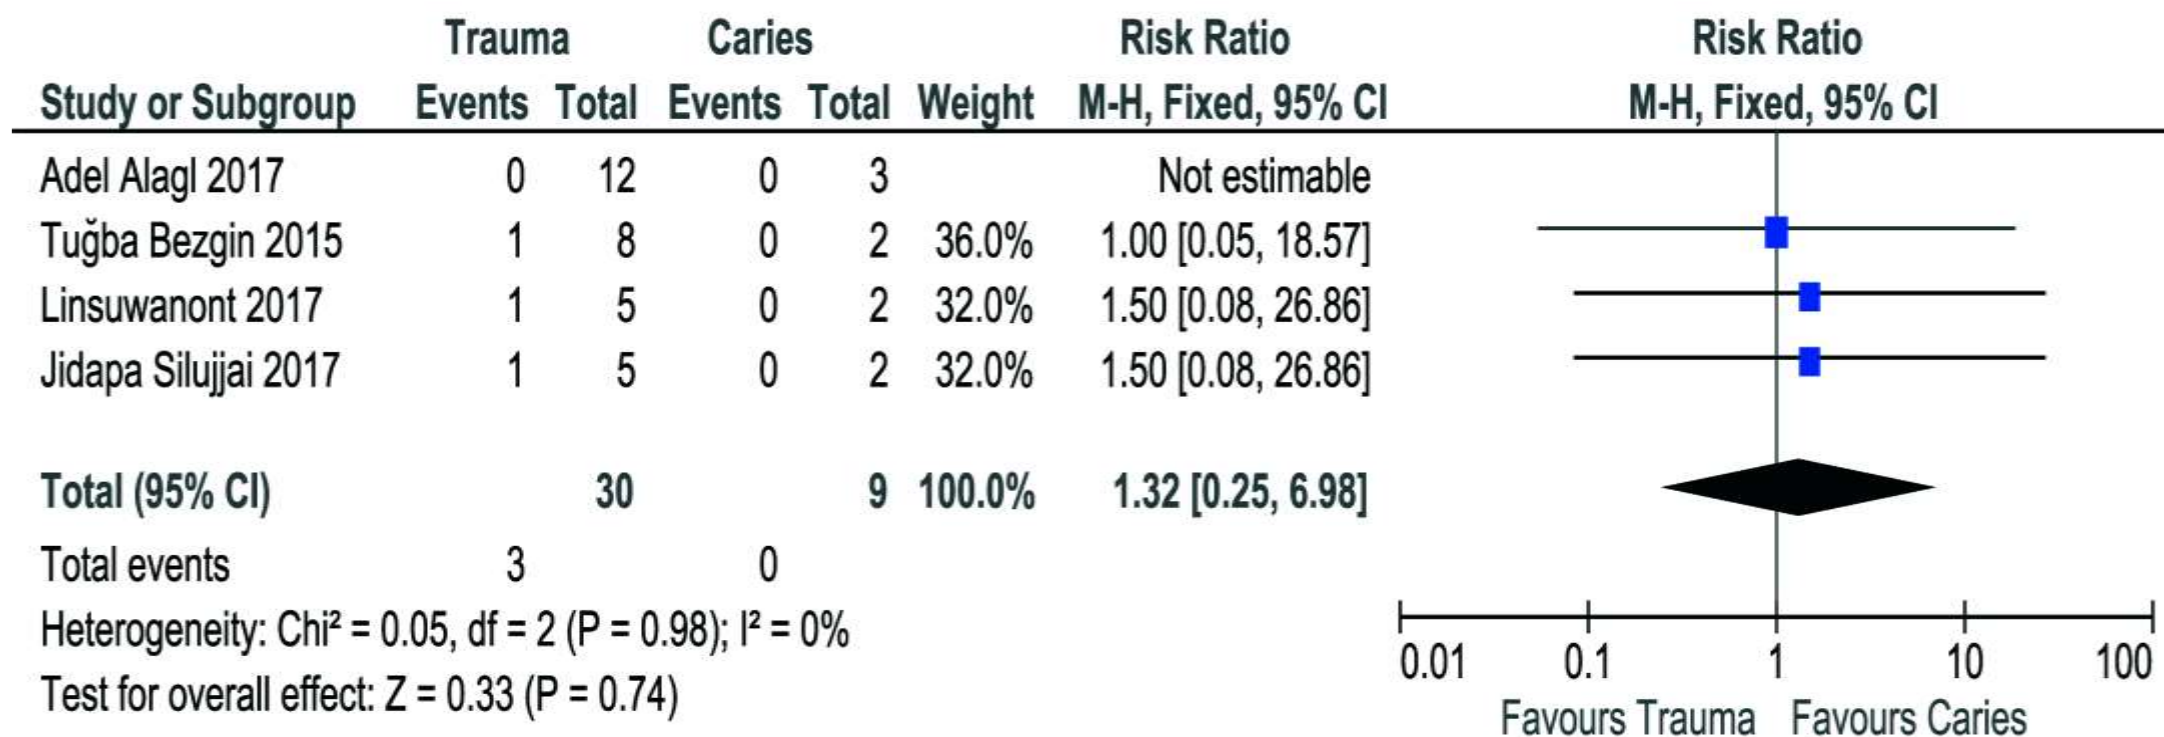 Trauma Caries Risk Ratio Risk Ratio
Study or Subgroup Events Total Events Total Weight M-H, Fixed, 95% CI M-H, Fixed, 95% CI
Adel Alagl 2017 0 12 0 3 Not estimable
Tuğba Bezgin 2015 1 8 0 2 36.0% 1.00 [0.05, 18.57]
Linsuwanont 2017 1 5 0 2 32.0% 1.50 [0.08, 26.86]
Jidapa Silujjai 2017 1 5 0 2 32.0% 1.50 [0.08, 26.86]
Total (95% CI) 30 9 100.0% 1.32 [0.25, 6.98]
Total events 3 0
Heterogeneity: Chi² = 0.05, df = 2 (P = 0.98); I² = 0%
Test for overall effect: Z = 0.33 (P = 0.74)
0.01 0.1 1 10 100
Favours Trauma Favours Caries